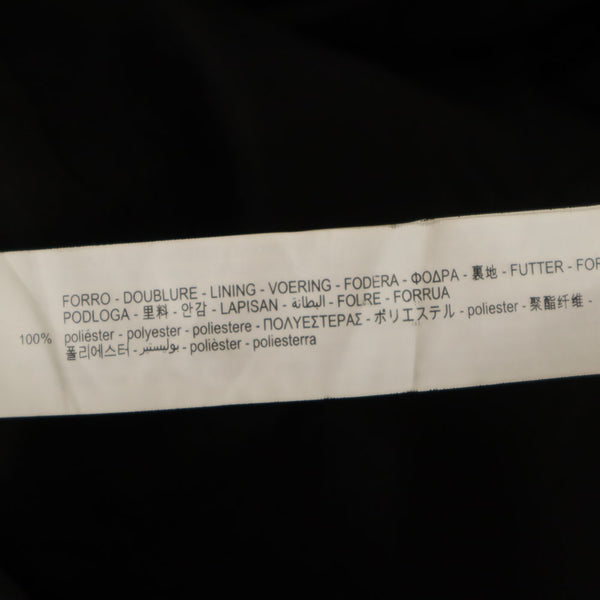 FORRO - DOUBLURE - LINING - VOERING - FODERA - ΦΟΔΡΑ - 裏地 - FUTTER - FOR
PODLOGA - 里料 - 안감 - LAPISAN - البطانة - FOLRE - FORRUA
100% poliéster - polyester - poliestere - ΠΟΛΥΕΣΤΕΡΑΣ - ポリエステル - poliester - 聚酯纤维 -
폴리에스터 - بوليستير - polièster - poliesterra